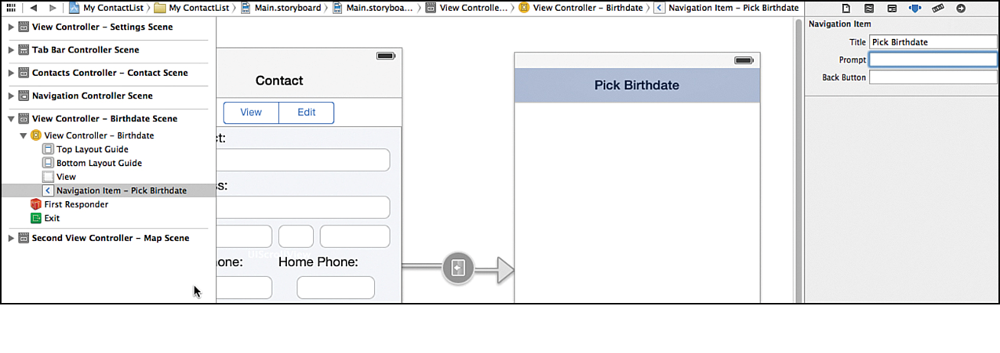 My ContactList My ContactList Main.storyboard Main.storyboa... View Controlle... View Controller – Birthdate Navigation Item – Pick Birthdate
View Controller – Settings Scene
Tab Bar Controller Scene
Contacts Controller – Contact Scene
Navigation Controller Scene
View Controller – Birthdate Scene
View Controller – Birthdate
Top Layout Guide
Bottom Layout Guide
View
Navigation Item – Pick Birthdate
First Responder
Exit
Second View Controller – Map Scene
Contact
View Edit
ct:
ss:
hone: Home Phone:
Pick Birthdate
Navigation Item
Title Pick Birthdate
Prompt
Back Button